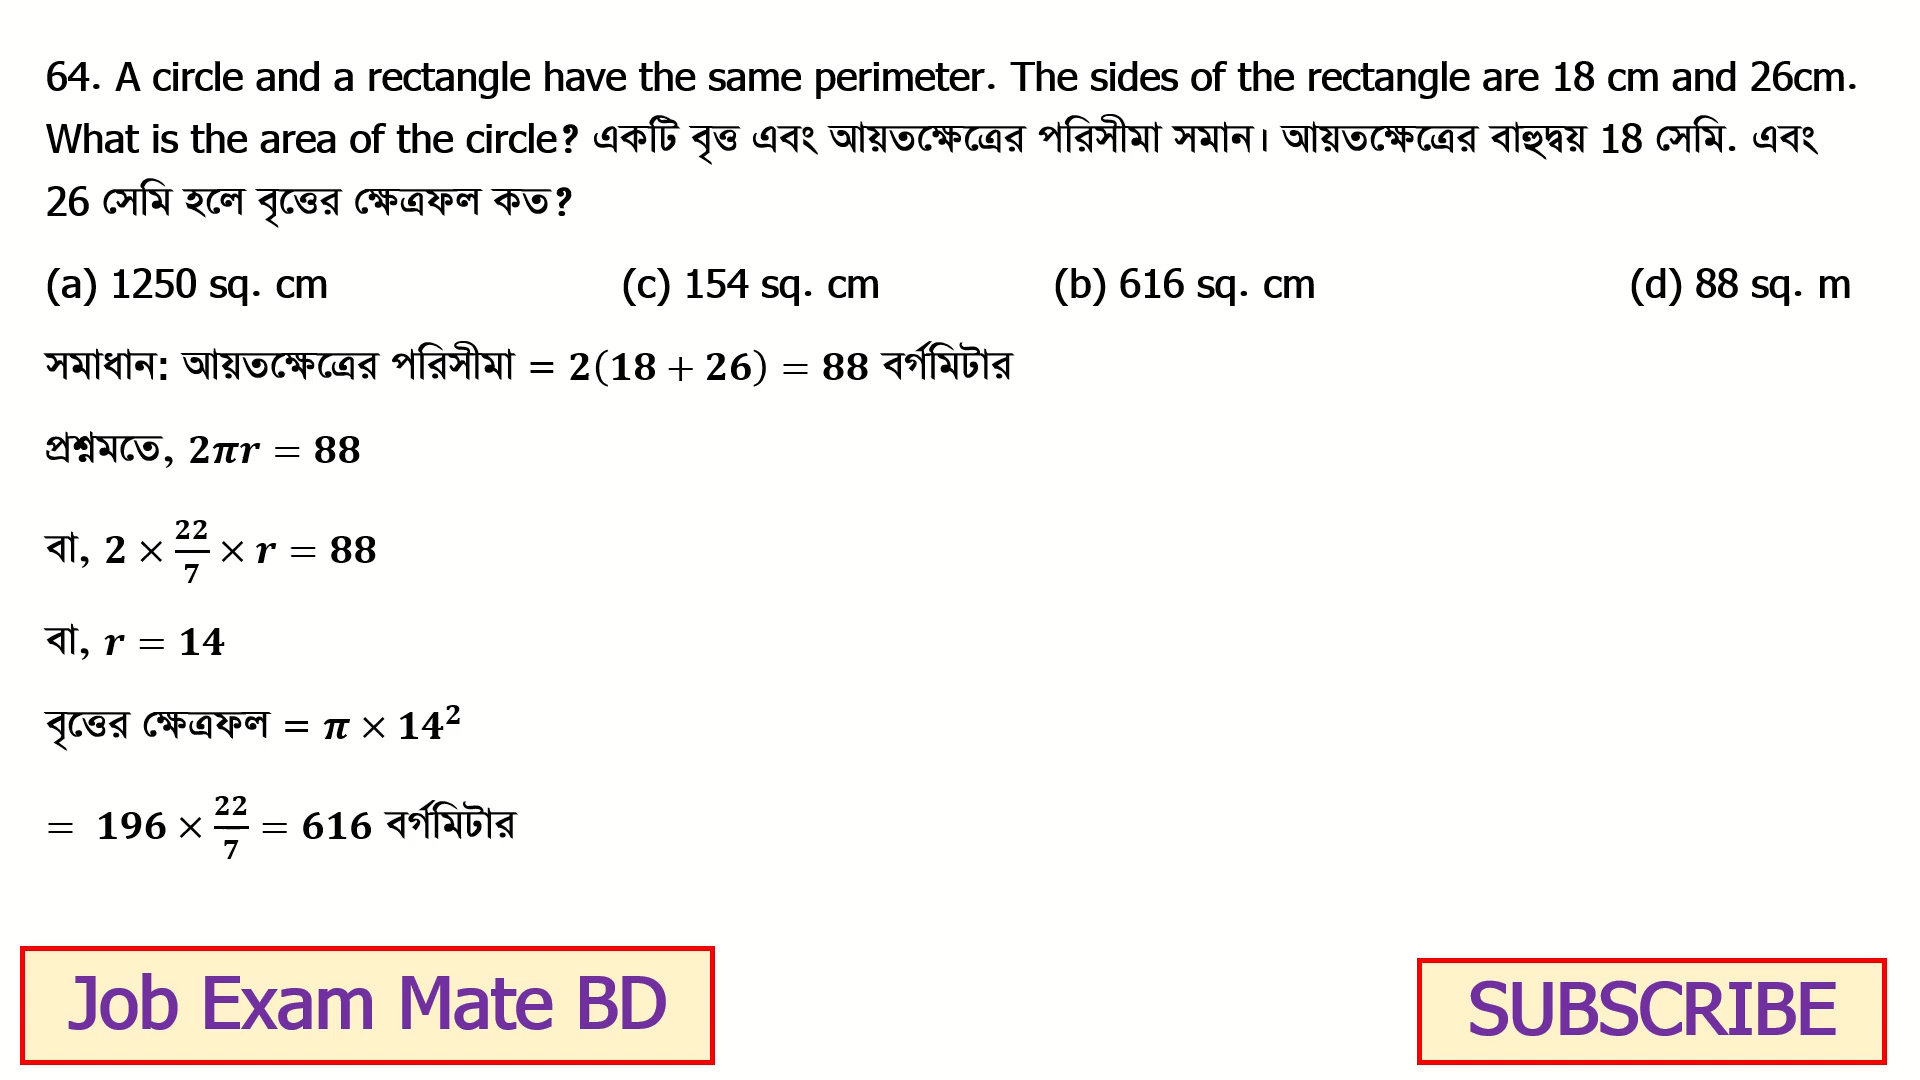 64. A circle and a rectangle have the same perimeter. The sides of the rectangle are 18 cm and 26cm.
What is the area of the circle? একটি বৃত্ত এবং আয়তক্ষেত্রের পরিসীমা সমান। আয়তক্ষেত্রের বাহুদ্বয় 18 সেমি. এবং
26 সেমি হলে বৃত্তের ক্ষেত্রফল কত?
(a) 1250 sq. cm (c) 154 sq. cm (b) 616 sq. cm (d) 88 sq. m
সমাধান: আয়তক্ষেত্রের পরিসীমা = 2(18 + 26) = 88 বর্গমিটার
প্রশ্নমতে, 2πr = 88
বা, 2 × 22/7 × r = 88
বা, r = 14
বৃত্তের ক্ষেত্রফল = π × 14²
= 196 × 22/7 = 616 বর্গমিটার
Job Exam Mate BD
SUBSCRIBE